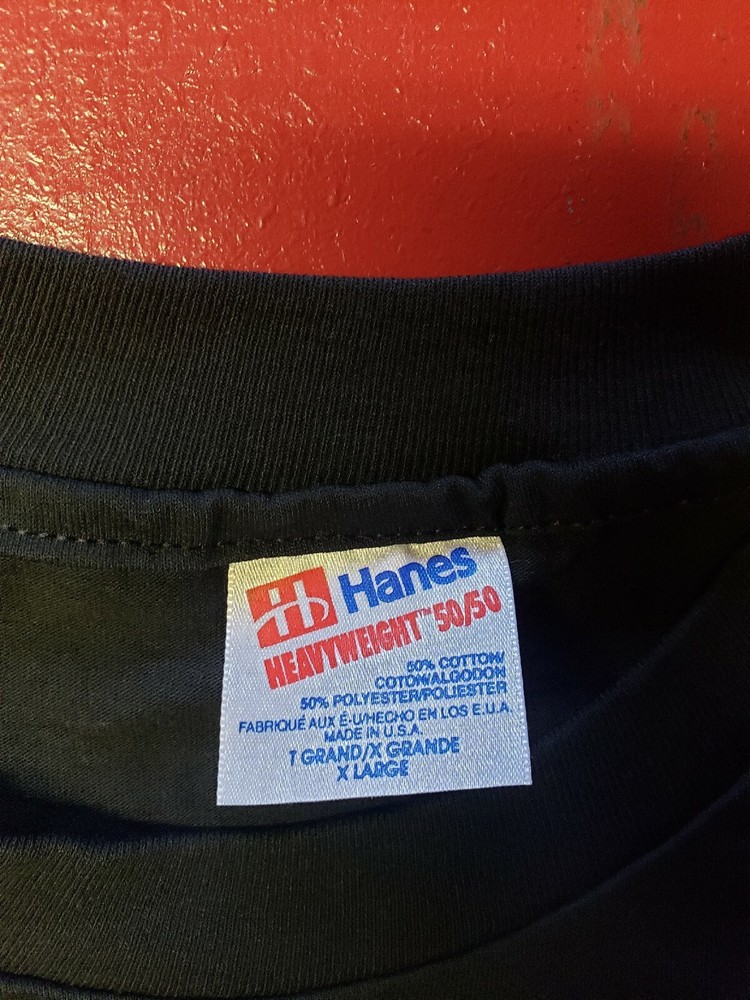 H Hanes
HEAVYWEIGHT™ 50/50
50% COTTON/
COTON/ALGODON
50% POLYESTER/POLIESTER
FABRIQUÉ AUX É-U/HECHO EN LOS E.U.A.
MADE IN U.S.A.
T GRAND/X GRANDE
X LARGE